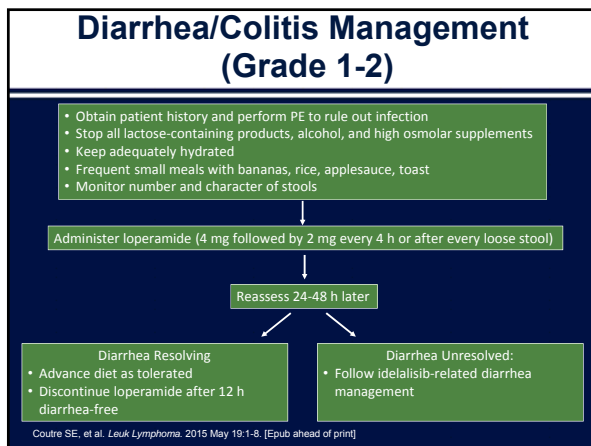 Diarrhea/Colitis Management
(Grade 1-2)
• Obtain patient history and perform PE to rule out infection
• Stop all lactose-containing products, alcohol, and high osmolar supplements
• Keep adequately hydrated
• Frequent small meals with bananas, rice, applesauce, toast
• Monitor number and character of stools
Administer loperamide (4 mg followed by 2 mg every 4 h or after every loose stool)
Reassess 24-48 h later
Diarrhea Resolving
• Advance diet as tolerated
• Discontinue loperamide after 12 h
diarrhea-free
Diarrhea Unresolved:
• Follow idelalisib-related diarrhea
management
Coutre SE, et al. Leuk Lymphoma. 2015 May 19:1-8. [Epub ahead of print]